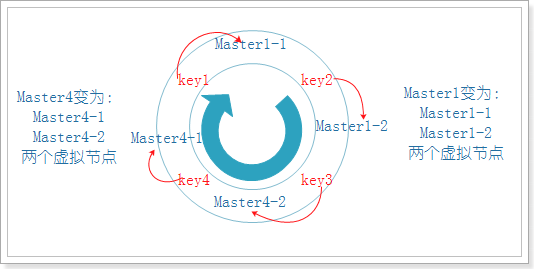 Master4变为:
Master4-1
Master4-2
两个虚拟节点
Master1-1
key1
key2
Master4-1
Master1-2
key4
key3
Master4-2
Master1变为:
Master1-1
Master1-2
两个虚拟节点